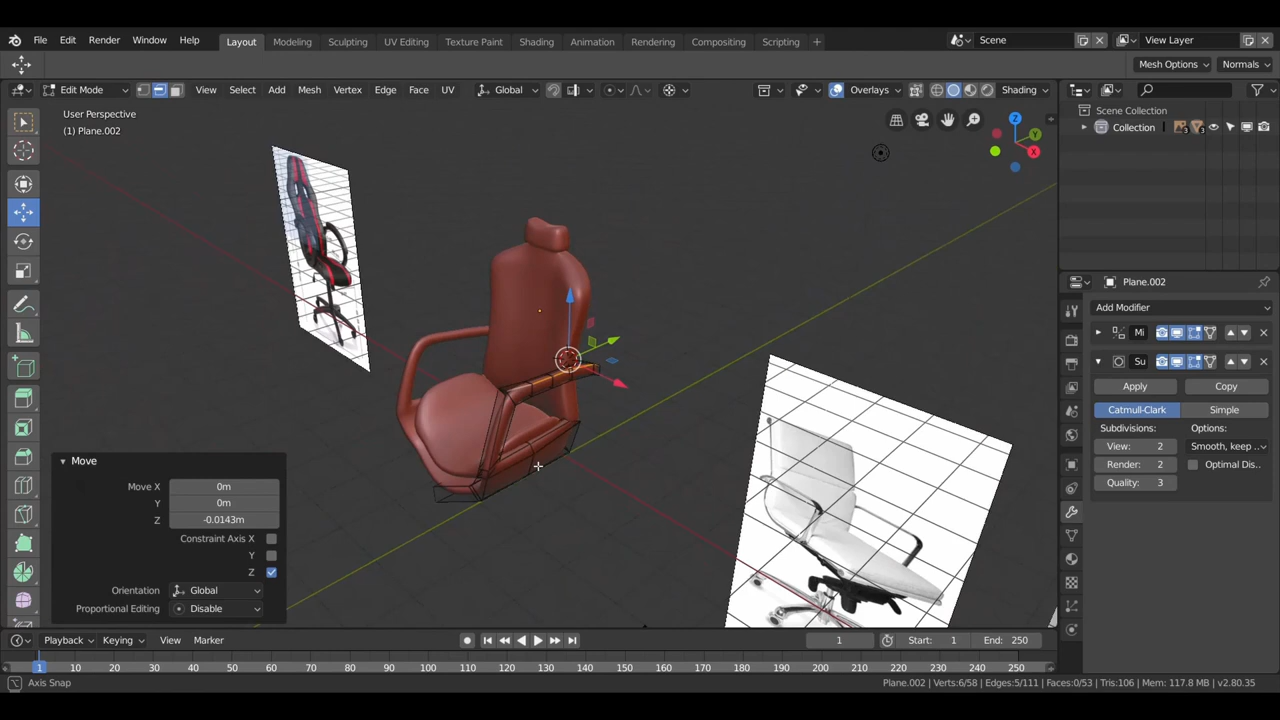 File Edit Render Window Help Layout Modeling Sculpting UV Editing Texture Paint Shading Animation Rendering Compositing Scripting + Scene View Layer
Mesh Options Normals
Edit Mode View Select Add Mesh Vertex Edge Face UV Global Overlays Shading
User Perspective
(1) Plane.002
Z
Y
X
Scene Collection
Collection 3 3
Plane.002
Add Modifier
Mi
Su
Apply Copy
Catmull-Clark Simple
Subdivisions: Options:
View: 2 Smooth, keep ..
Render: 2 Optimal Dis..
Quality: 3
Move
Move X 0m
Y 0m
Z -0.0143m
Constraint Axis X
Y
Z
Orientation Global
Proportional Editing Disable
Playback Keying View Marker 1 Start: 1 End: 250
1 10 20 30 40 50 60 70 80 90 100 110 120 130 140 150 160 170 180 190 200 210 220 230 240 250
Axis Snap Plane.002 | Verts:6/58 | Edges:5/111 | Faces:0/53 | Tris:106 | Mem: 117.8 MB | v2.80.35